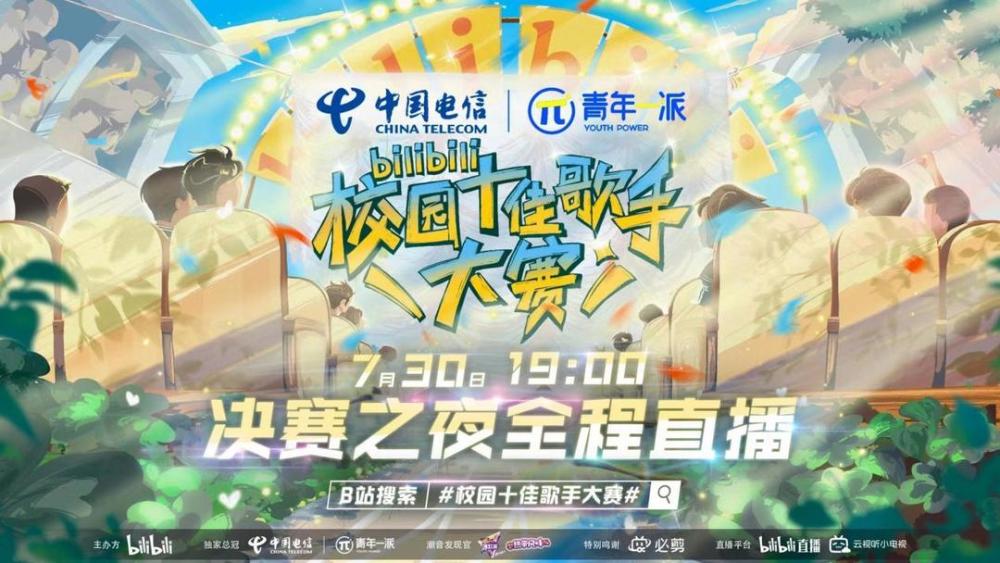 中国电信 CHINA TELECOM 青年一派 YOUTH POWER
bilibili
校园十佳歌手
大赛
7月30日 19:00
决赛之夜全程直播
B站搜索 #校园十佳歌手大赛#
主办方 bilibili 独家总冠 中国电信 CHINA TELECOM 青年一派 YOUTH POWER 潮音发现官 特别鸣谢 必剪 直播平台 bilibili直播 云视听小电视